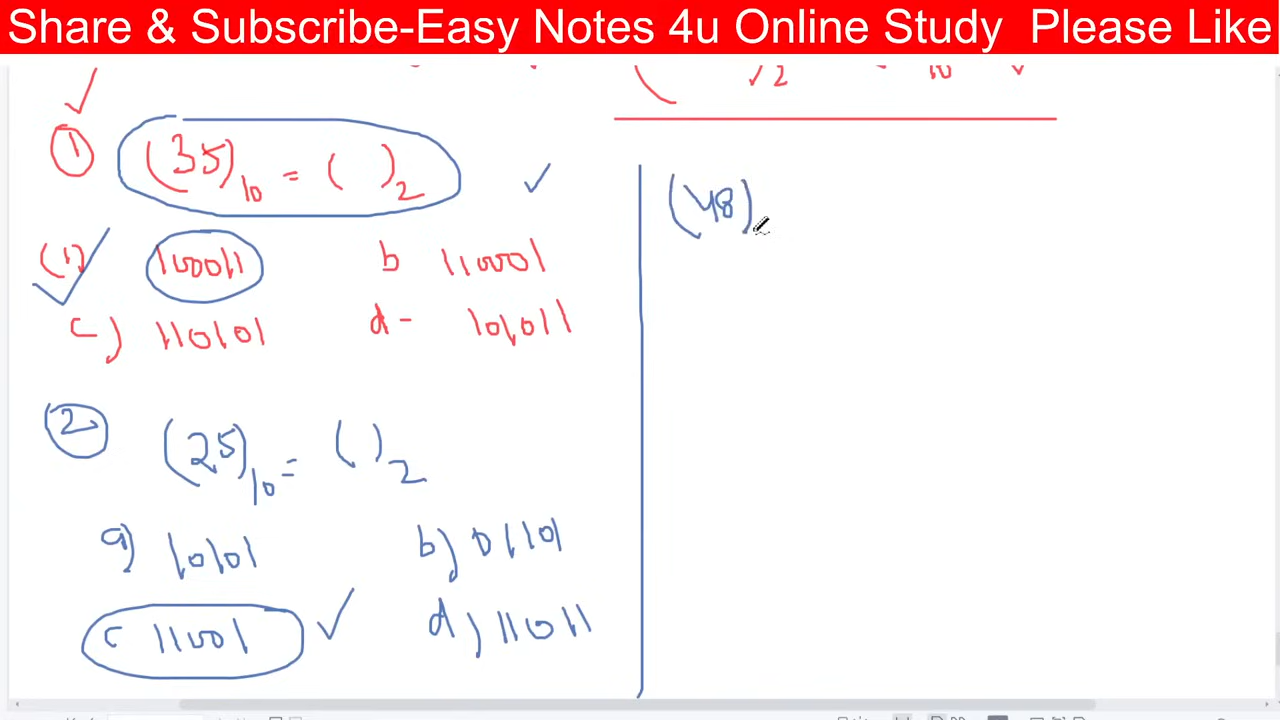 Share & Subscribe-Easy Notes 4u Online Study Please Like
① (35)10 = ( )2
(1) 100011 b 110001
c) 110101 d- 101011
② (25)10 = ( )2
a) 10101 b) 01101
c 11001 d) 11011
(48)